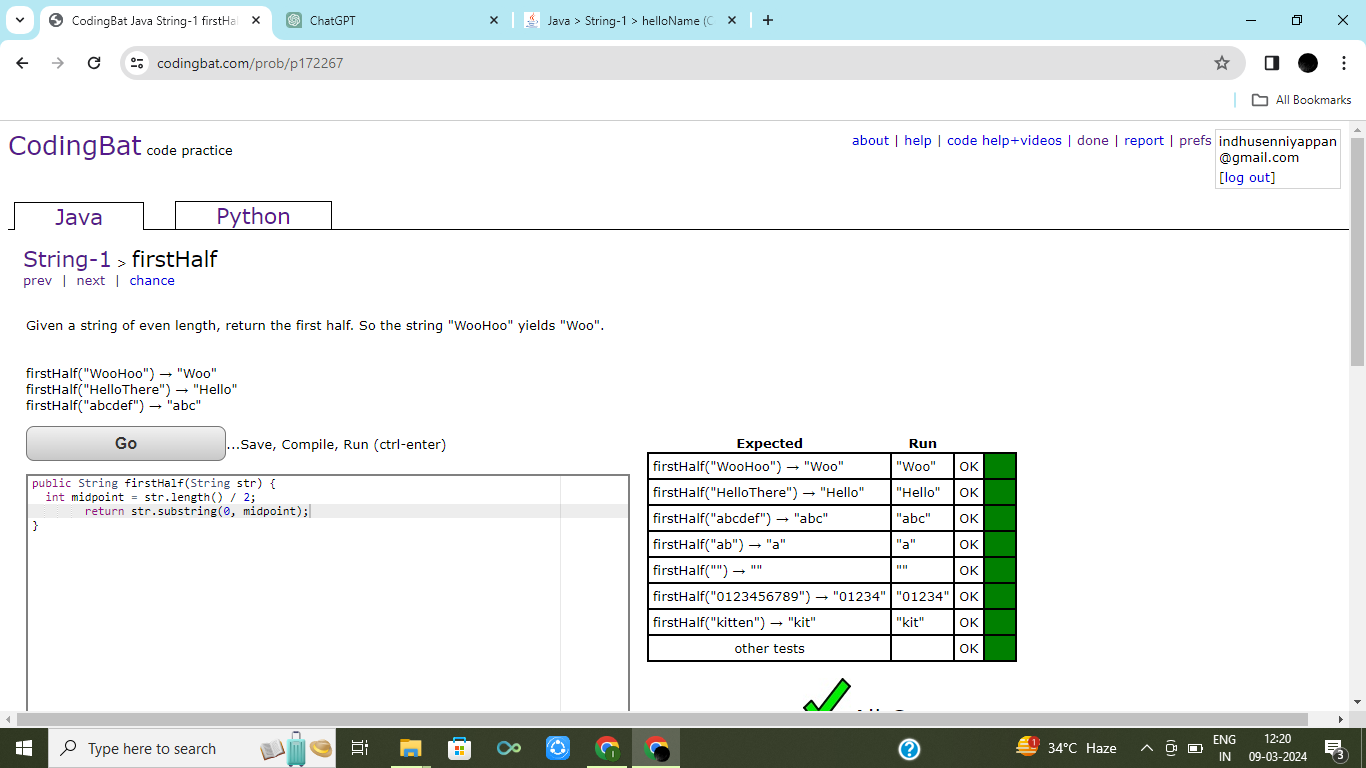 CodingBat Java String-1 firstHal
ChatGPT
Java > String-1 > helloName (C
codingbat.com/prob/p172267
All Bookmarks
CodingBat code practice
about | help | code help+videos | done | report | prefs
indhusenniyappan
@gmail.com
[log out]
Java
Python
String-1 > firstHalf
prev | next | chance
Given a string of even length, return the first half. So the string "WooHoo" yields "Woo".
firstHalf("WooHoo") → "Woo"
firstHalf("HelloThere") → "Hello"
firstHalf("abcdef") → "abc"
Go
...Save, Compile, Run (ctrl-enter)
public String firstHalf(String str) {
int midpoint = str.length() / 2;
return str.substring(0, midpoint);
}
Expected Run
firstHalf("WooHoo") → "Woo" "Woo" OK
firstHalf("HelloThere") → "Hello" "Hello" OK
firstHalf("abcdef") → "abc" "abc" OK
firstHalf("ab") → "a" "a" OK
firstHalf("") → "" "" OK
firstHalf("0123456789") → "01234" "01234" OK
firstHalf("kitten") → "kit" "kit" OK
other tests OK
Type here to search
1
34°C Haze
ENG
IN
12:20
09-03-2024
3